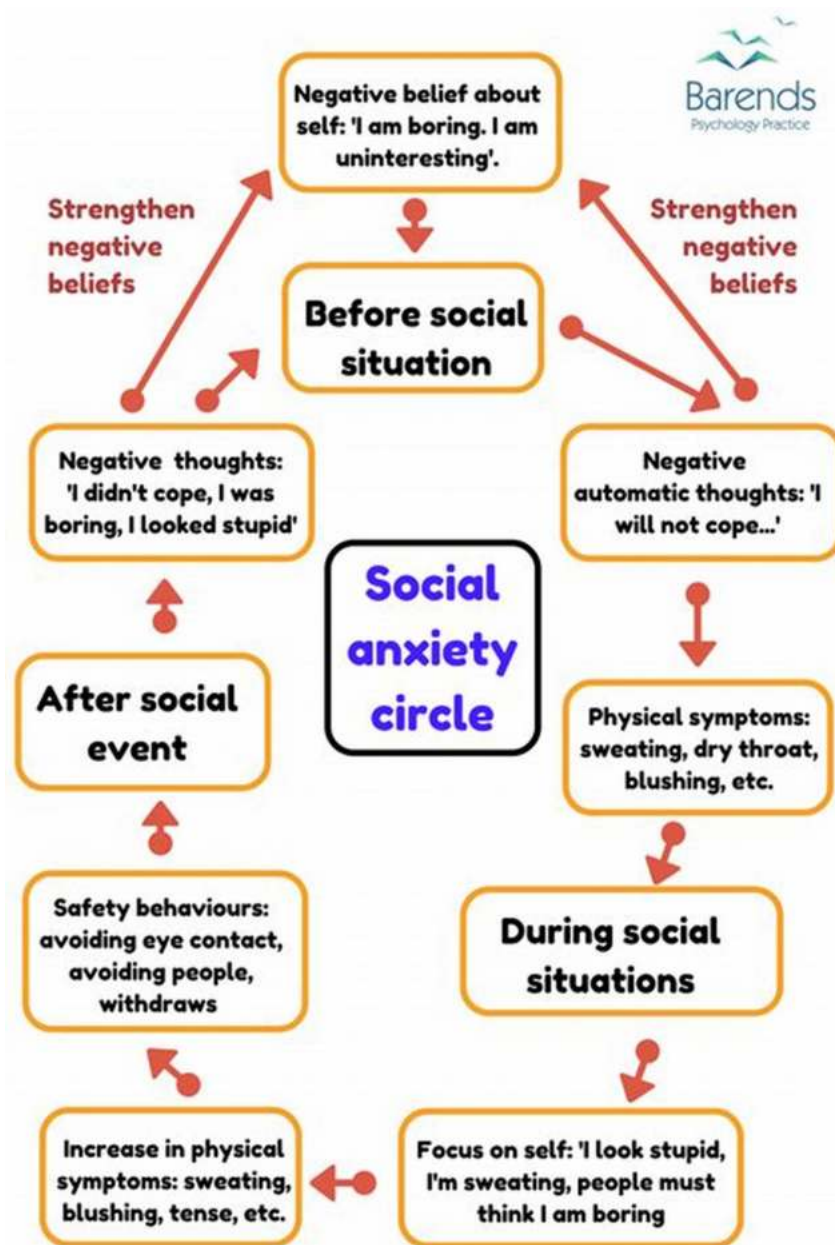 Barends
Psychology Practice
Negative belief about
self: 'I am boring. I am
uninteresting'.
Strengthen
negative
beliefs
Strengthen
negative
beliefs
Before social
situation
Negative
automatic thoughts: 'I
will not cope...'
Physical symptoms:
sweating, dry throat,
blushing, etc.
During social
situations
Focus on self: 'I look stupid,
I'm sweating, people must
think I am boring
Increase in physical
symptoms: sweating,
blushing, tense, etc.
Safety behaviours:
avoiding eye contact,
avoiding people,
withdraws
After social
event
Negative thoughts:
'I didn't cope, I was
boring, I looked stupid'
Social
anxiety
circle